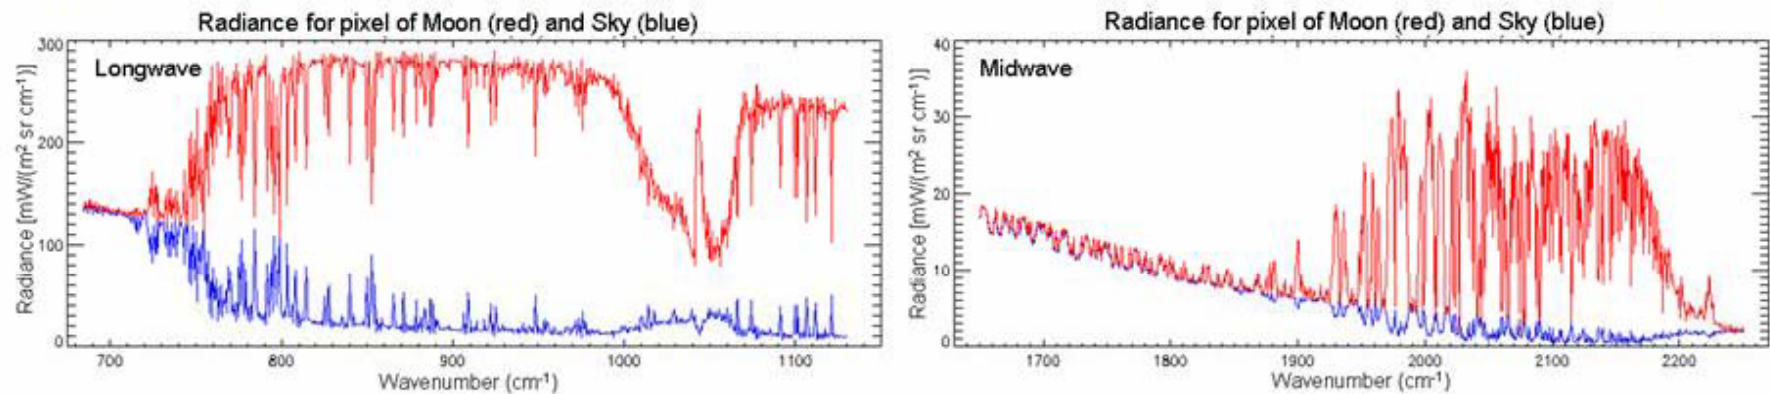 Radiance for pixel of Moon (red) and Sky (blue)
300
200
100
0
Radiance [mW/(m² sr cm⁻¹)]
Longwave
700 800 900 1000 1100
Wavenumber (cm⁻¹)
Radiance for pixel of Moon (red) and Sky (blue)
40
30
20
10
0
Radiance [mW/(m² sr cm⁻¹)]
Midwave
1700 1800 1900 2000 2100 2200
Wavenumber (cm⁻¹)